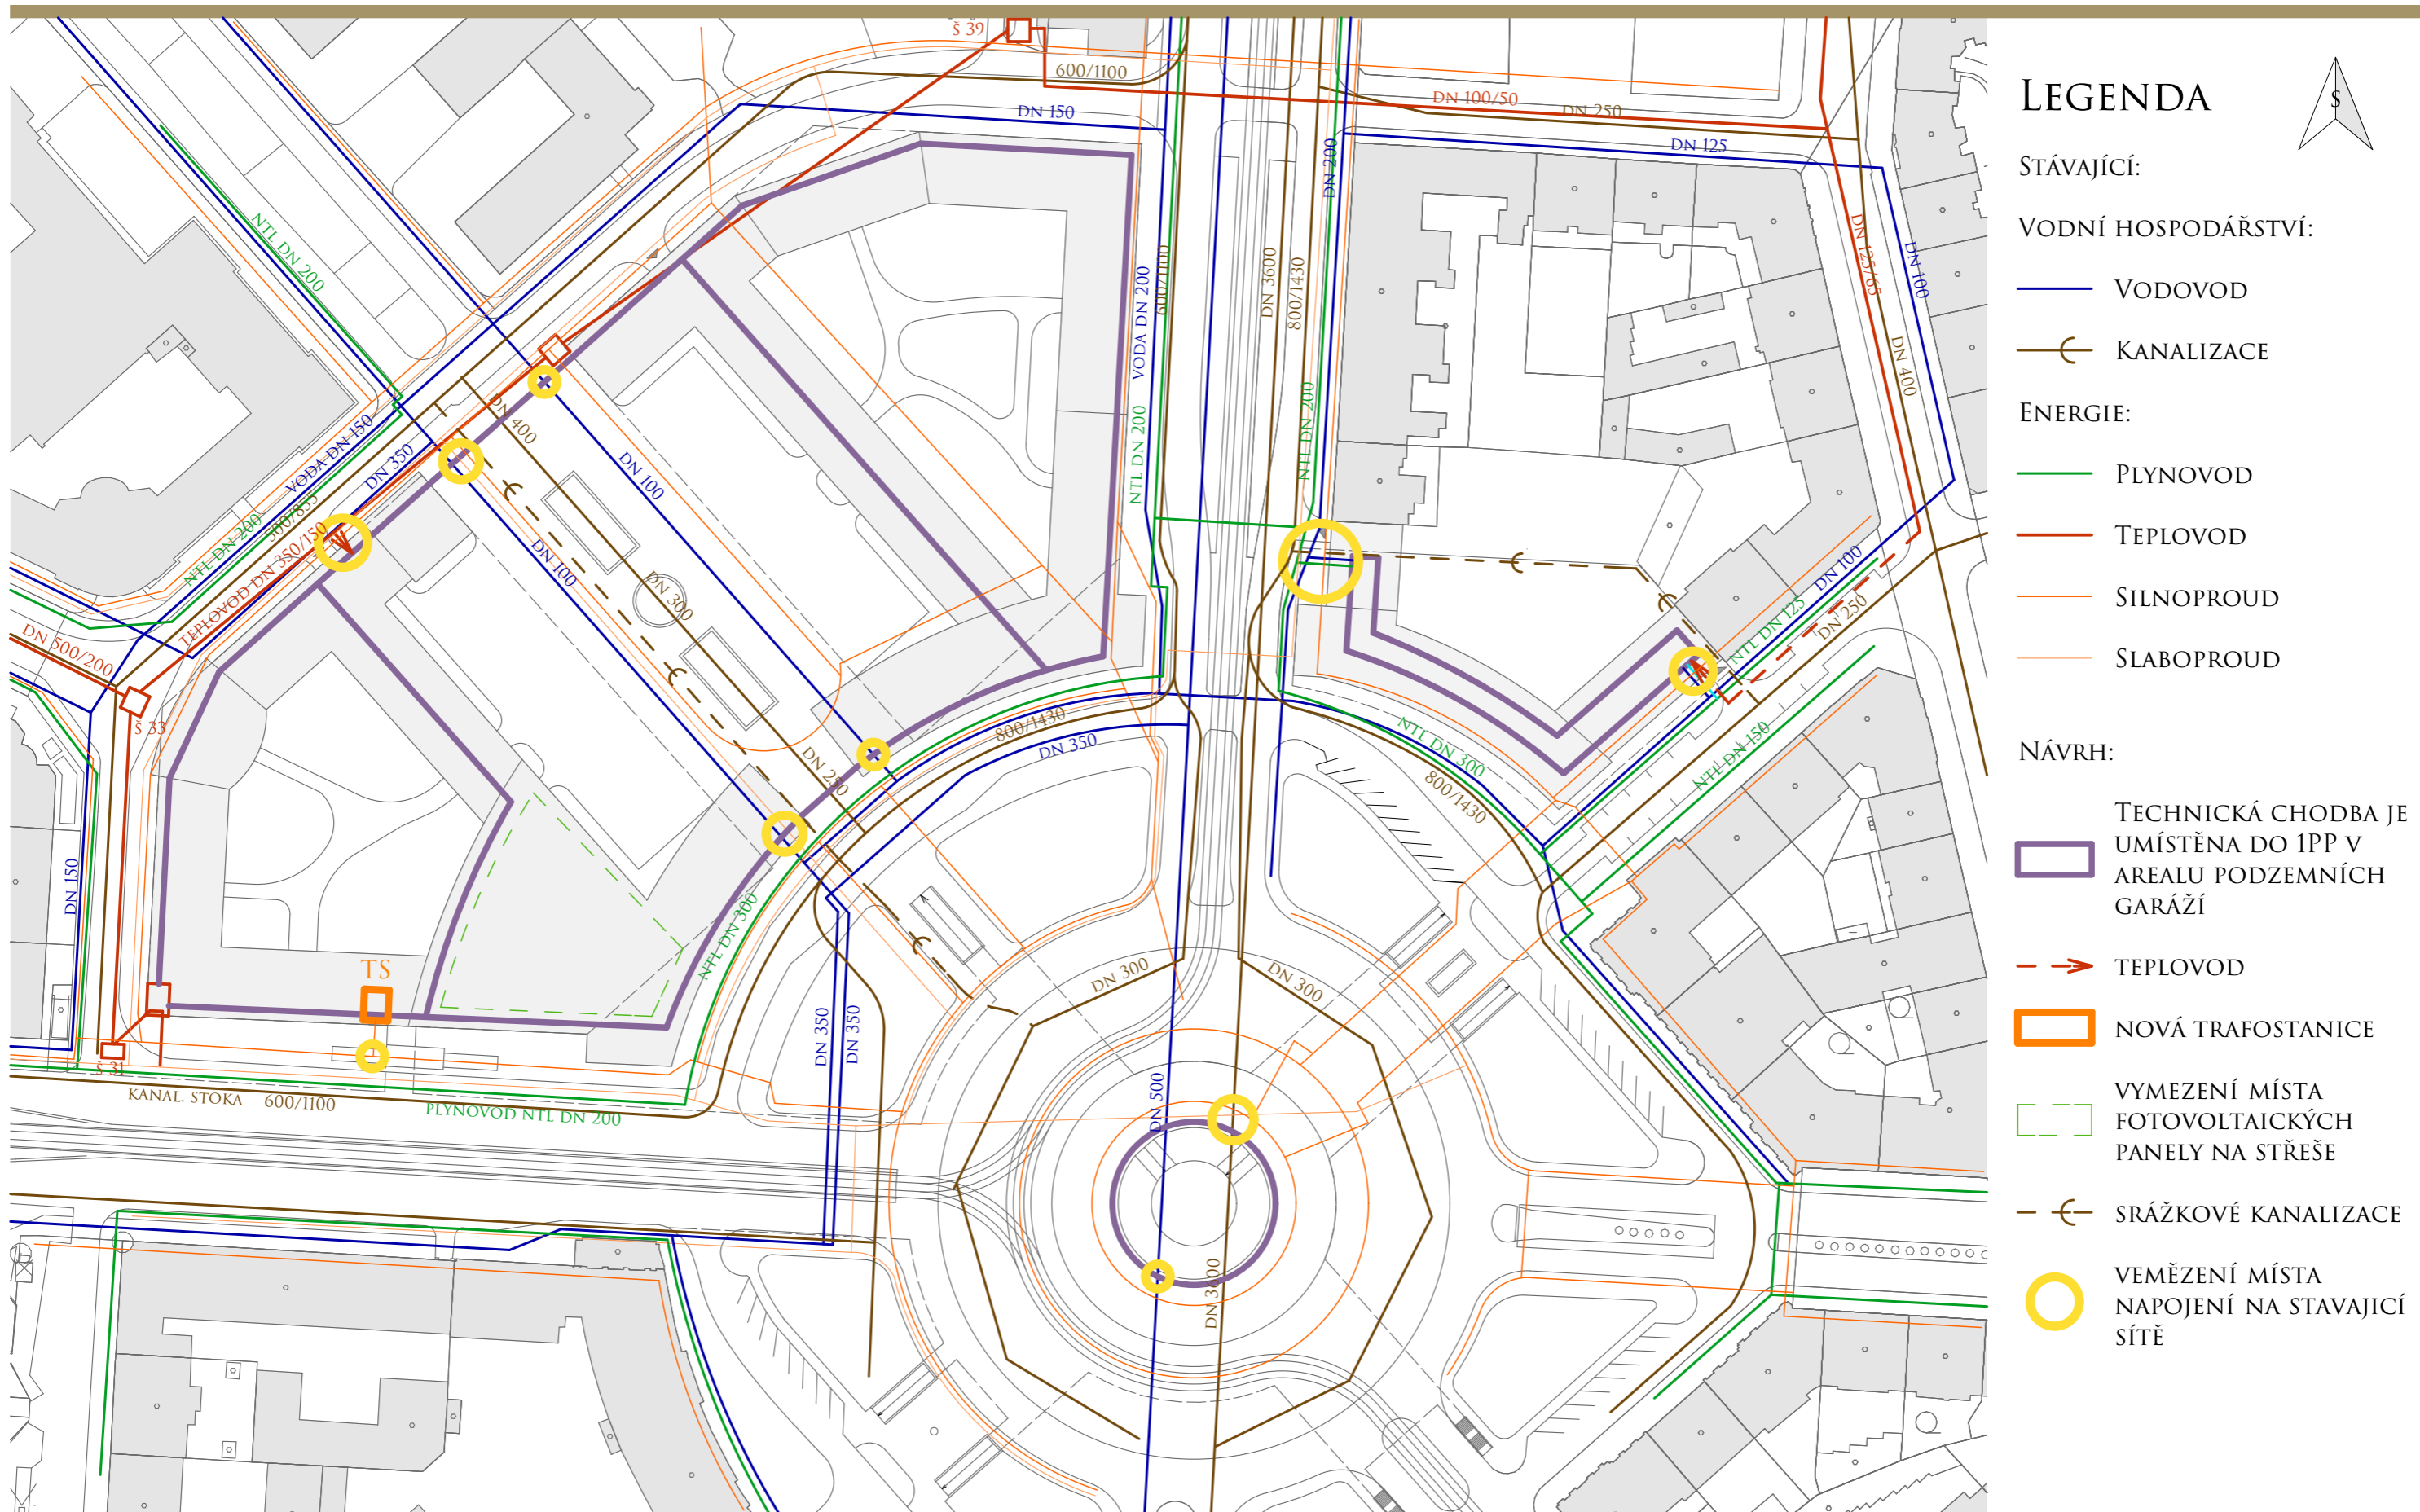 Š 39
600/1100
DN 150
DN 100/50
DN 250
DN 125
DN 200
NTL DN 200
DN 125/65
DN 100
600/1100
VODA DN 200
DN 3600
800/1430
DN 400
DN 400
NTL DN 200
NTL DN 200
VODA DN 150
DN 350
DN 100
500/835
NTL DN 200
TEPLOVOD DN 350/150
DN 100
DN 300
DN 100
NTL DN 125
DN 250
DN 500/200
Š 33
800/1430
DN 350
DN 250
NTL DN 300
800/1430
NTL DN 150
DN 150
NTL DN 300
TS
DN 300
DN 300
DN 350
DN 350
DN 500
Š 31
KANAL. STOKA 600/1100
PLYNOVOD NTL DN 200
DN 3600
LEGENDA
S
STÁVAJÍCÍ:
VODNÍ HOSPODÁŘSTVÍ:
VODOVOD
KANALIZACE
ENERGIE:
PLYNOVOD
TEPLOVOD
SILNOPROUD
SLABOPROUD
NÁVRH:
TECHNICKÁ CHODBA JE
UMÍSTĚNA DO 1PP V
AREALU PODZEMNÍCH
GARÁŽÍ
TEPLOVOD
NOVÁ TRAFOSTANICE
VYMEZENÍ MÍSTA
FOTOVOLTAICKÝCH
PANELY NA STŘEŠE
SRÁŽKOVÉ KANALIZACE
VEMĚZENÍ MÍSTA
NAPOJENÍ NA STAVAJICÍ
SÍTĚ